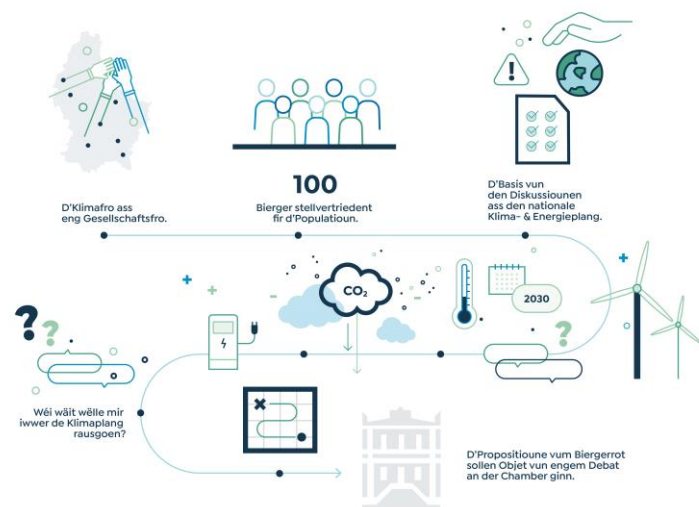 D'Klimafro ass
eng Gesellschaftsfro.
100
Bierger stellvertriedent
fir d'Populatioun.
D'Basis vun
den Diskussiounen
ass den nationale
Klima- & Energieplang.
CO₂
2030
?
??
Wéi wäit wëlle mir
iwwer de Klimaplang
rausgoen?
D'Propositioune vum Biergerrot
sollen Objet vun engem Debat
an der Chamber ginn.